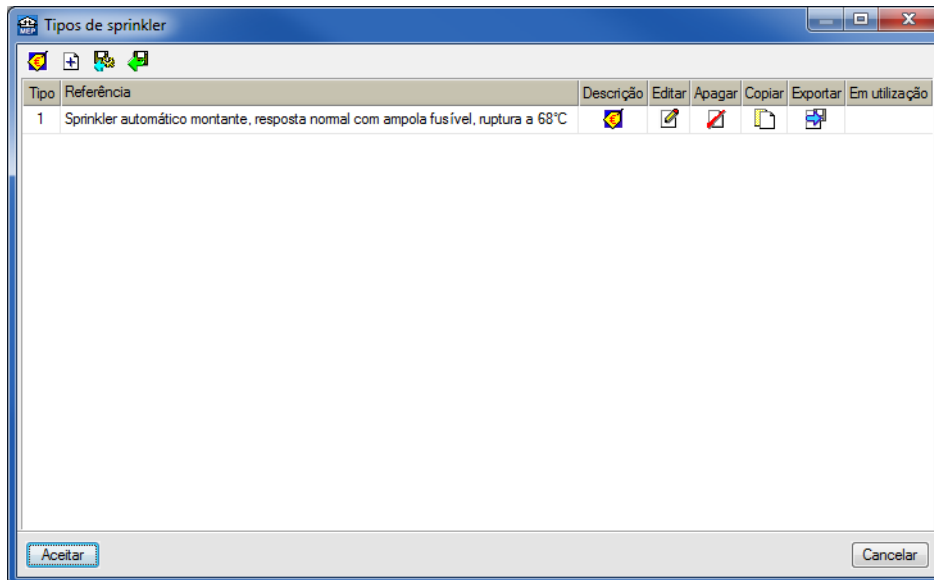 MEP Tipos de sprinkler
Tipo Referência Descrição Editar Apagar Copiar Exportar Em utilização
1 Sprinkler automático montante, resposta normal com ampola fusível, ruptura a 68°C
Aceitar Cancelar